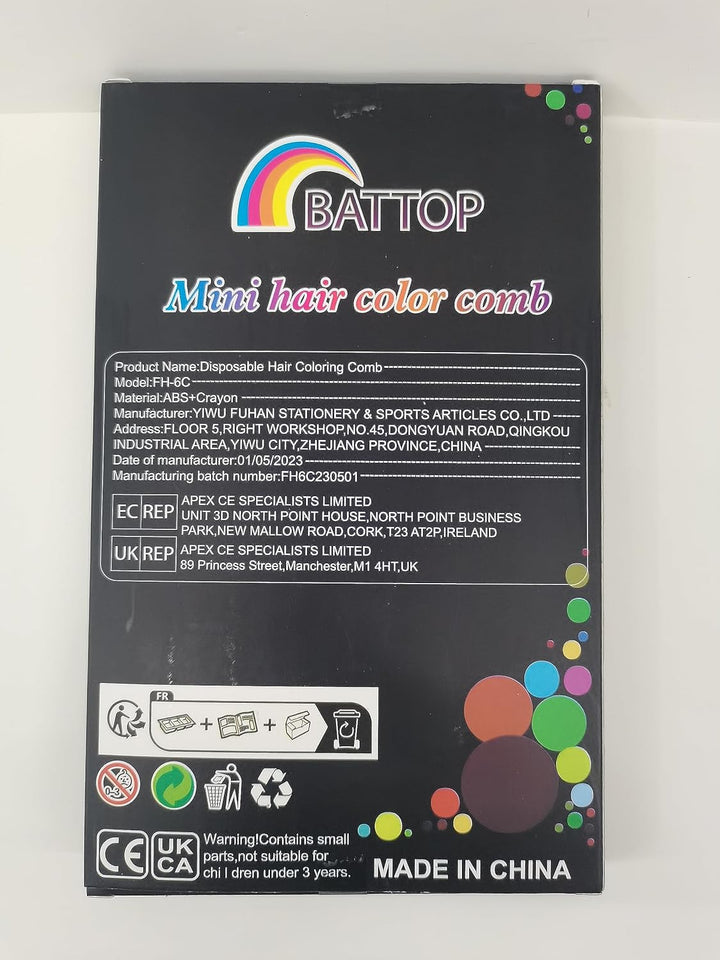 BATTOP
Mini hair color comb
Product Name:Disposable Hair Coloring Comb
Model:FH-6C
Material:ABS+Crayon
Manufacturer:YIWU FUHAN STATIONERY & SPORTS ARTICLES CO.,LTD
Address:FLOOR 5,RIGHT WORKSHOP,NO.45,DONGYUAN ROAD,QINGKOU
INDUSTRIAL AREA,YIWU CITY,ZHEJIANG PROVINCE,CHINA
Date of manufacturer:01/05/2023
Manufacturing batch number:FH6C230501
EC REP
APEX CE SPECIALISTS LIMITED
UNIT 3D NORTH POINT HOUSE,NORTH POINT BUSINESS
PARK,NEW MALLOW ROAD,CORK,T23 AT2P,IRELAND
UK REP
APEX CE SPECIALISTS LIMITED
89 Princess Street,Manchester,M1 4HT,UK
FR
+ +
0-3
CE
UK
CA
Warning!Contains small
parts,not suitable for
chi l dren under 3 years.
MADE IN CHINA